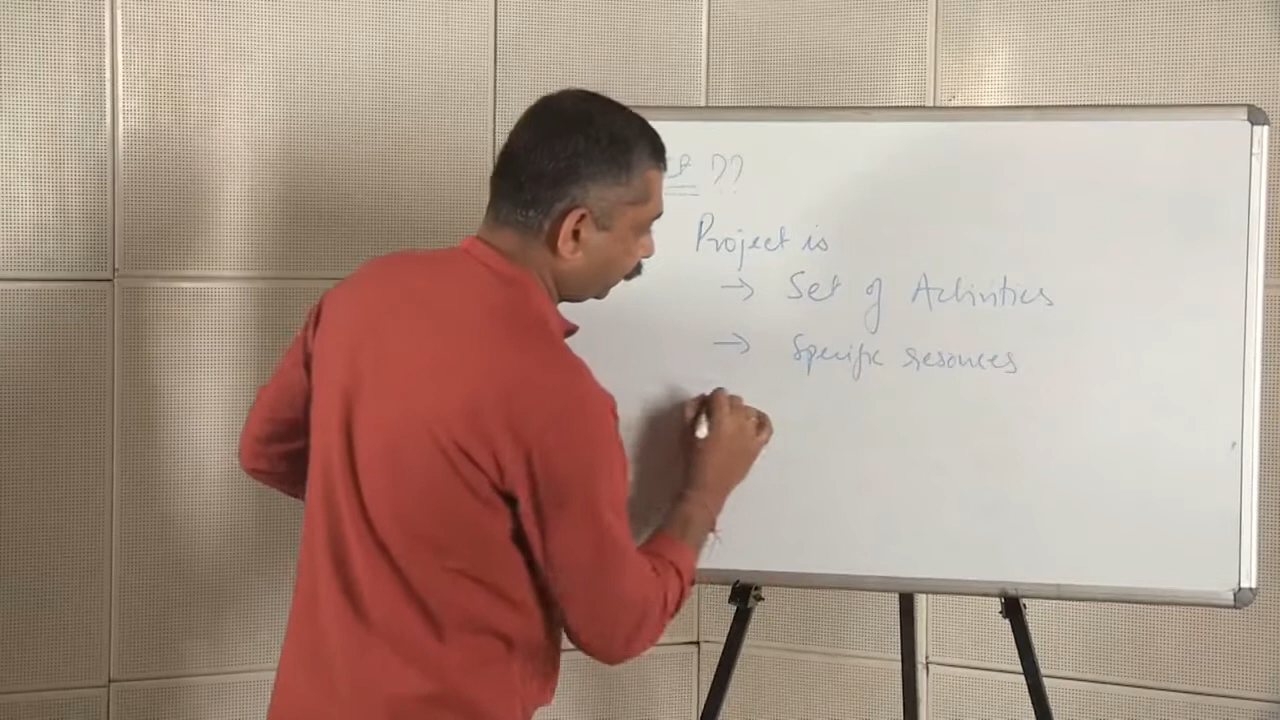 ??
Project is
→ Set of Activities
→ Specific resources